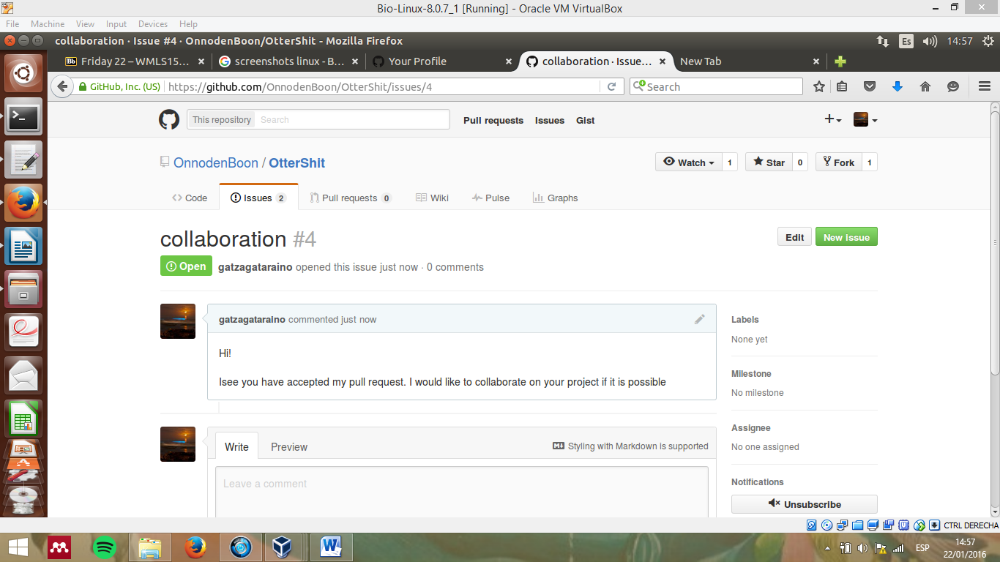 Bio-Linux-8.0.7_1 [Running] - Oracle VM VirtualBox
File Machine View Input Devices Help
collaboration · Issue #4 · OnnodenBoon/OtterShit - Mozilla Firefox
Es 14:57
Bb Friday 22 – WMLS15…
screenshots linux - B…
Your Profile
collaboration · Issue…
New Tab
GitHub, Inc. (US) https://github.com/OnnodenBoon/OtterShit/issues/4
Search
This repository Search Pull requests Issues Gist
OnnodenBoon / OtterShit
Watch 1 Star 0 Fork 1
Code Issues 2 Pull requests 0 Wiki Pulse Graphs
collaboration #4
Edit New Issue
Open gatzagataraino opened this issue just now · 0 comments
gatzagataraino commented just now
Hi!
Isee you have accepted my pull request. I would like to collaborate on your project if it is possible
Labels
None yet
Milestone
No milestone
Assignee
No one assigned
Notifications
Unsubscribe
Write Preview Styling with Markdown is supported
Leave a comment
CTRL DERECHA
ESP
14:57
22/01/2016